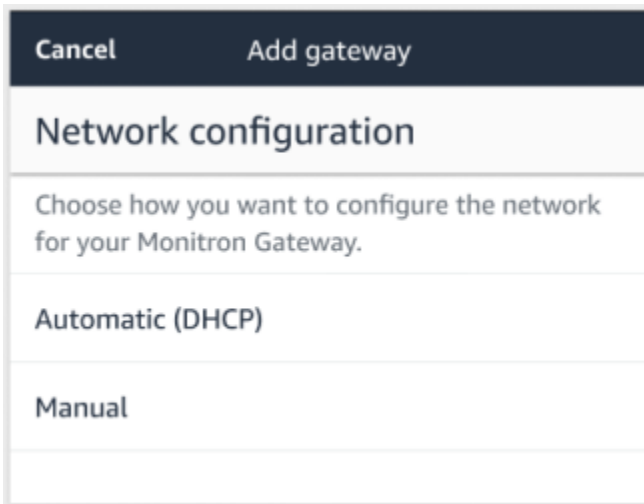 Cancel Add gateway
Network configuration
Choose how you want to configure the network
for your Monitron Gateway.
Automatic (DHCP)
Manual